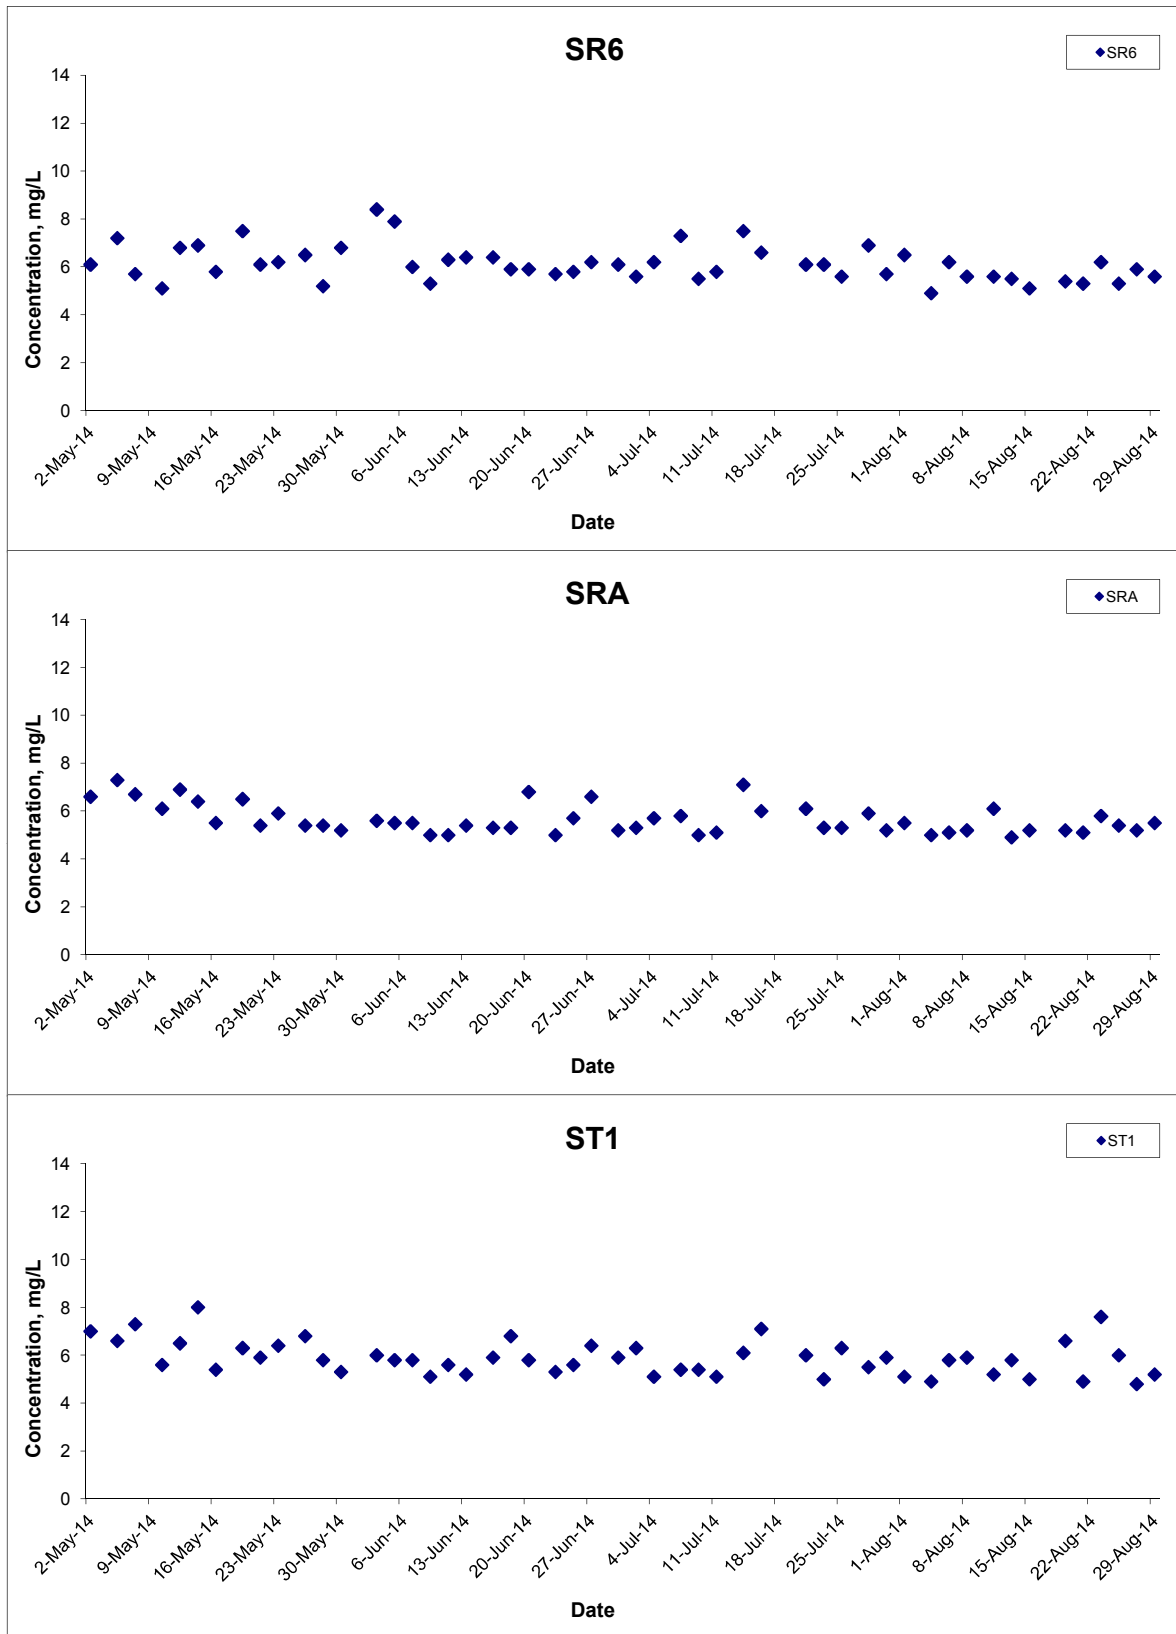 SR6
SR6
14
12
10
8
6
4
2
0
Concentration, mg/L
2-May-14
9-May-14
16-May-14
23-May-14
30-May-14
6-Jun-14
13-Jun-14
20-Jun-14
27-Jun-14
4-Jul-14
11-Jul-14
18-Jul-14
25-Jul-14
1-Aug-14
8-Aug-14
15-Aug-14
22-Aug-14
29-Aug-14
Date
SRA
SRA
14
12
10
8
6
4
2
0
Concentration, mg/L
2-May-14
9-May-14
16-May-14
23-May-14
30-May-14
6-Jun-14
13-Jun-14
20-Jun-14
27-Jun-14
4-Jul-14
11-Jul-14
18-Jul-14
25-Jul-14
1-Aug-14
8-Aug-14
15-Aug-14
22-Aug-14
29-Aug-14
Date
ST1
ST1
14
12
10
8
6
4
2
0
Concentration, mg/L
2-May-14
9-May-14
16-May-14
23-May-14
30-May-14
6-Jun-14
13-Jun-14
20-Jun-14
27-Jun-14
4-Jul-14
11-Jul-14
18-Jul-14
25-Jul-14
1-Aug-14
8-Aug-14
15-Aug-14
22-Aug-14
29-Aug-14
Date